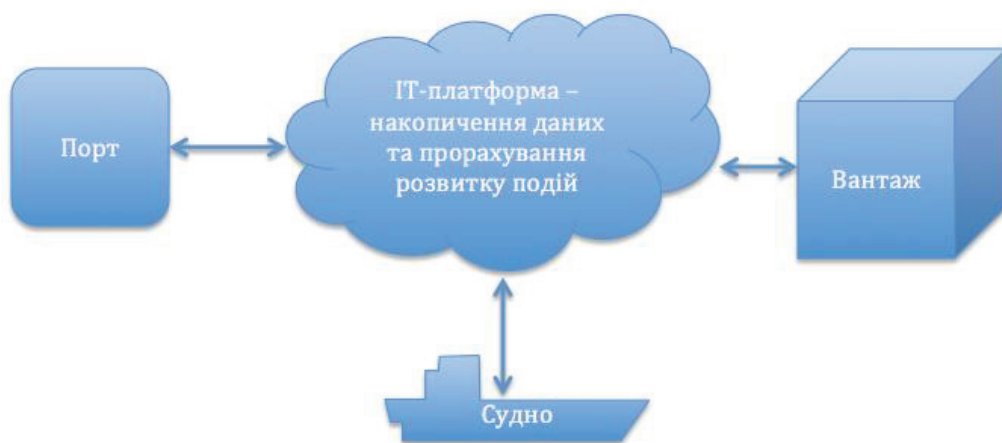 Порт
ІТ-платформа –
накопичення даних
та прорахування
розвитку подій
Вантаж
Судно